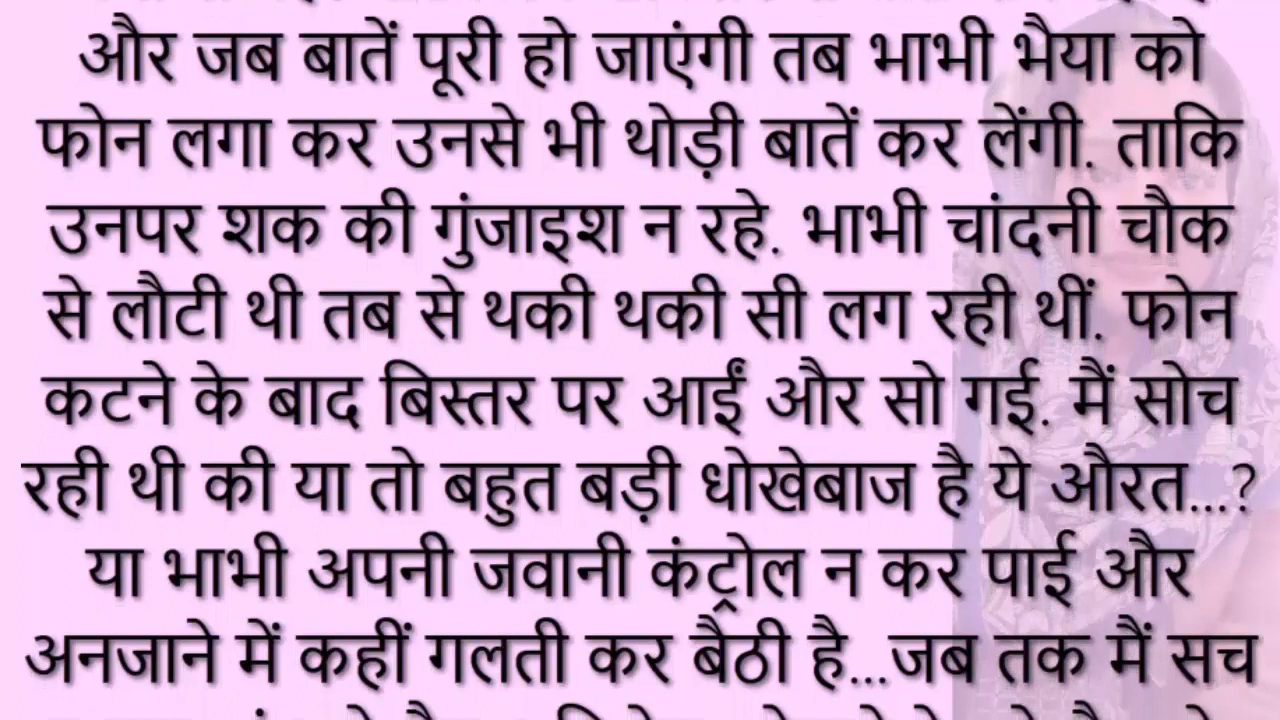 और जब बातें पूरी हो जाएंगी तब भाभी भैया को
फोन लगा कर उनसे भी थोड़ी बातें कर लेंगी. ताकि
उनपर शक की गुंजाइश न रहे. भाभी चांदनी चौक
से लौटी थी तब से थकी थकी सी लग रही थीं. फोन
कटने के बाद बिस्तर पर आईं और सो गई. मैं सोच
रही थी की या तो बहुत बड़ी धोखेबाज है ये औरत...?
या भाभी अपनी जवानी कंट्रोल न कर पाई और
अनजाने में कहीं गलती कर बैठी है...जब तक मैं सच